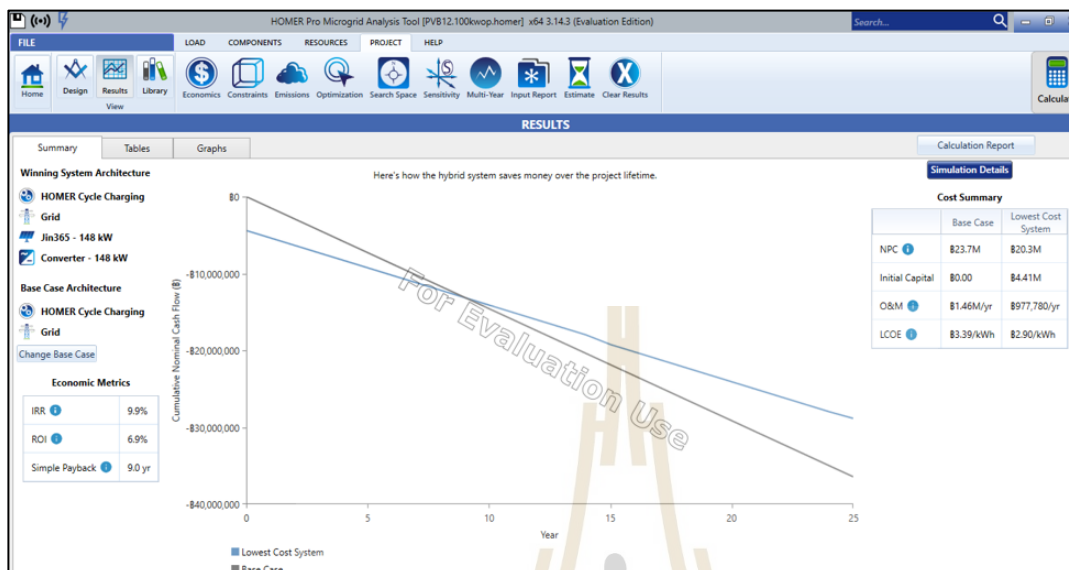 HOMER Pro Microgrid Analysis Tool [PVB12.100kwop.homer] x64 3.14.3 (Evaluation Edition)
Search...
FILE
LOAD COMPONENTS RESOURCES PROJECT HELP
Home Design Results Library Economics Constraints Emissions Optimization Search Space Sensitivity Multi-Year Input Report Estimate Clear Results
View
RESULTS
Summary Tables Graphs
Calculation Report
Simulation Details
Winning System Architecture
HOMER Cycle Charging
Grid
Jin365 - 148 kW
Converter - 148 kW
Base Case Architecture
HOMER Cycle Charging
Grid
Change Base Case
Economic Metrics
IRR 9.9%
ROI 6.9%
Simple Payback 9.0 yr
Here's how the hybrid system saves money over the project lifetime.
Cumulative Nominal Cash Flow (฿)
฿0
-฿10,000,000
-฿20,000,000
-฿30,000,000
-฿40,000,000
For Evaluation Use
0 5 10 15 20 25
Year
Lowest Cost System
Base Case
Cost Summary
Base Case Lowest Cost System
NPC ฿23.7M ฿20.3M
Initial Capital ฿0.00 ฿4.41M
O&M ฿1.46M/yr ฿977,780/yr
LCOE ฿3.39/kWh ฿2.90/kWh